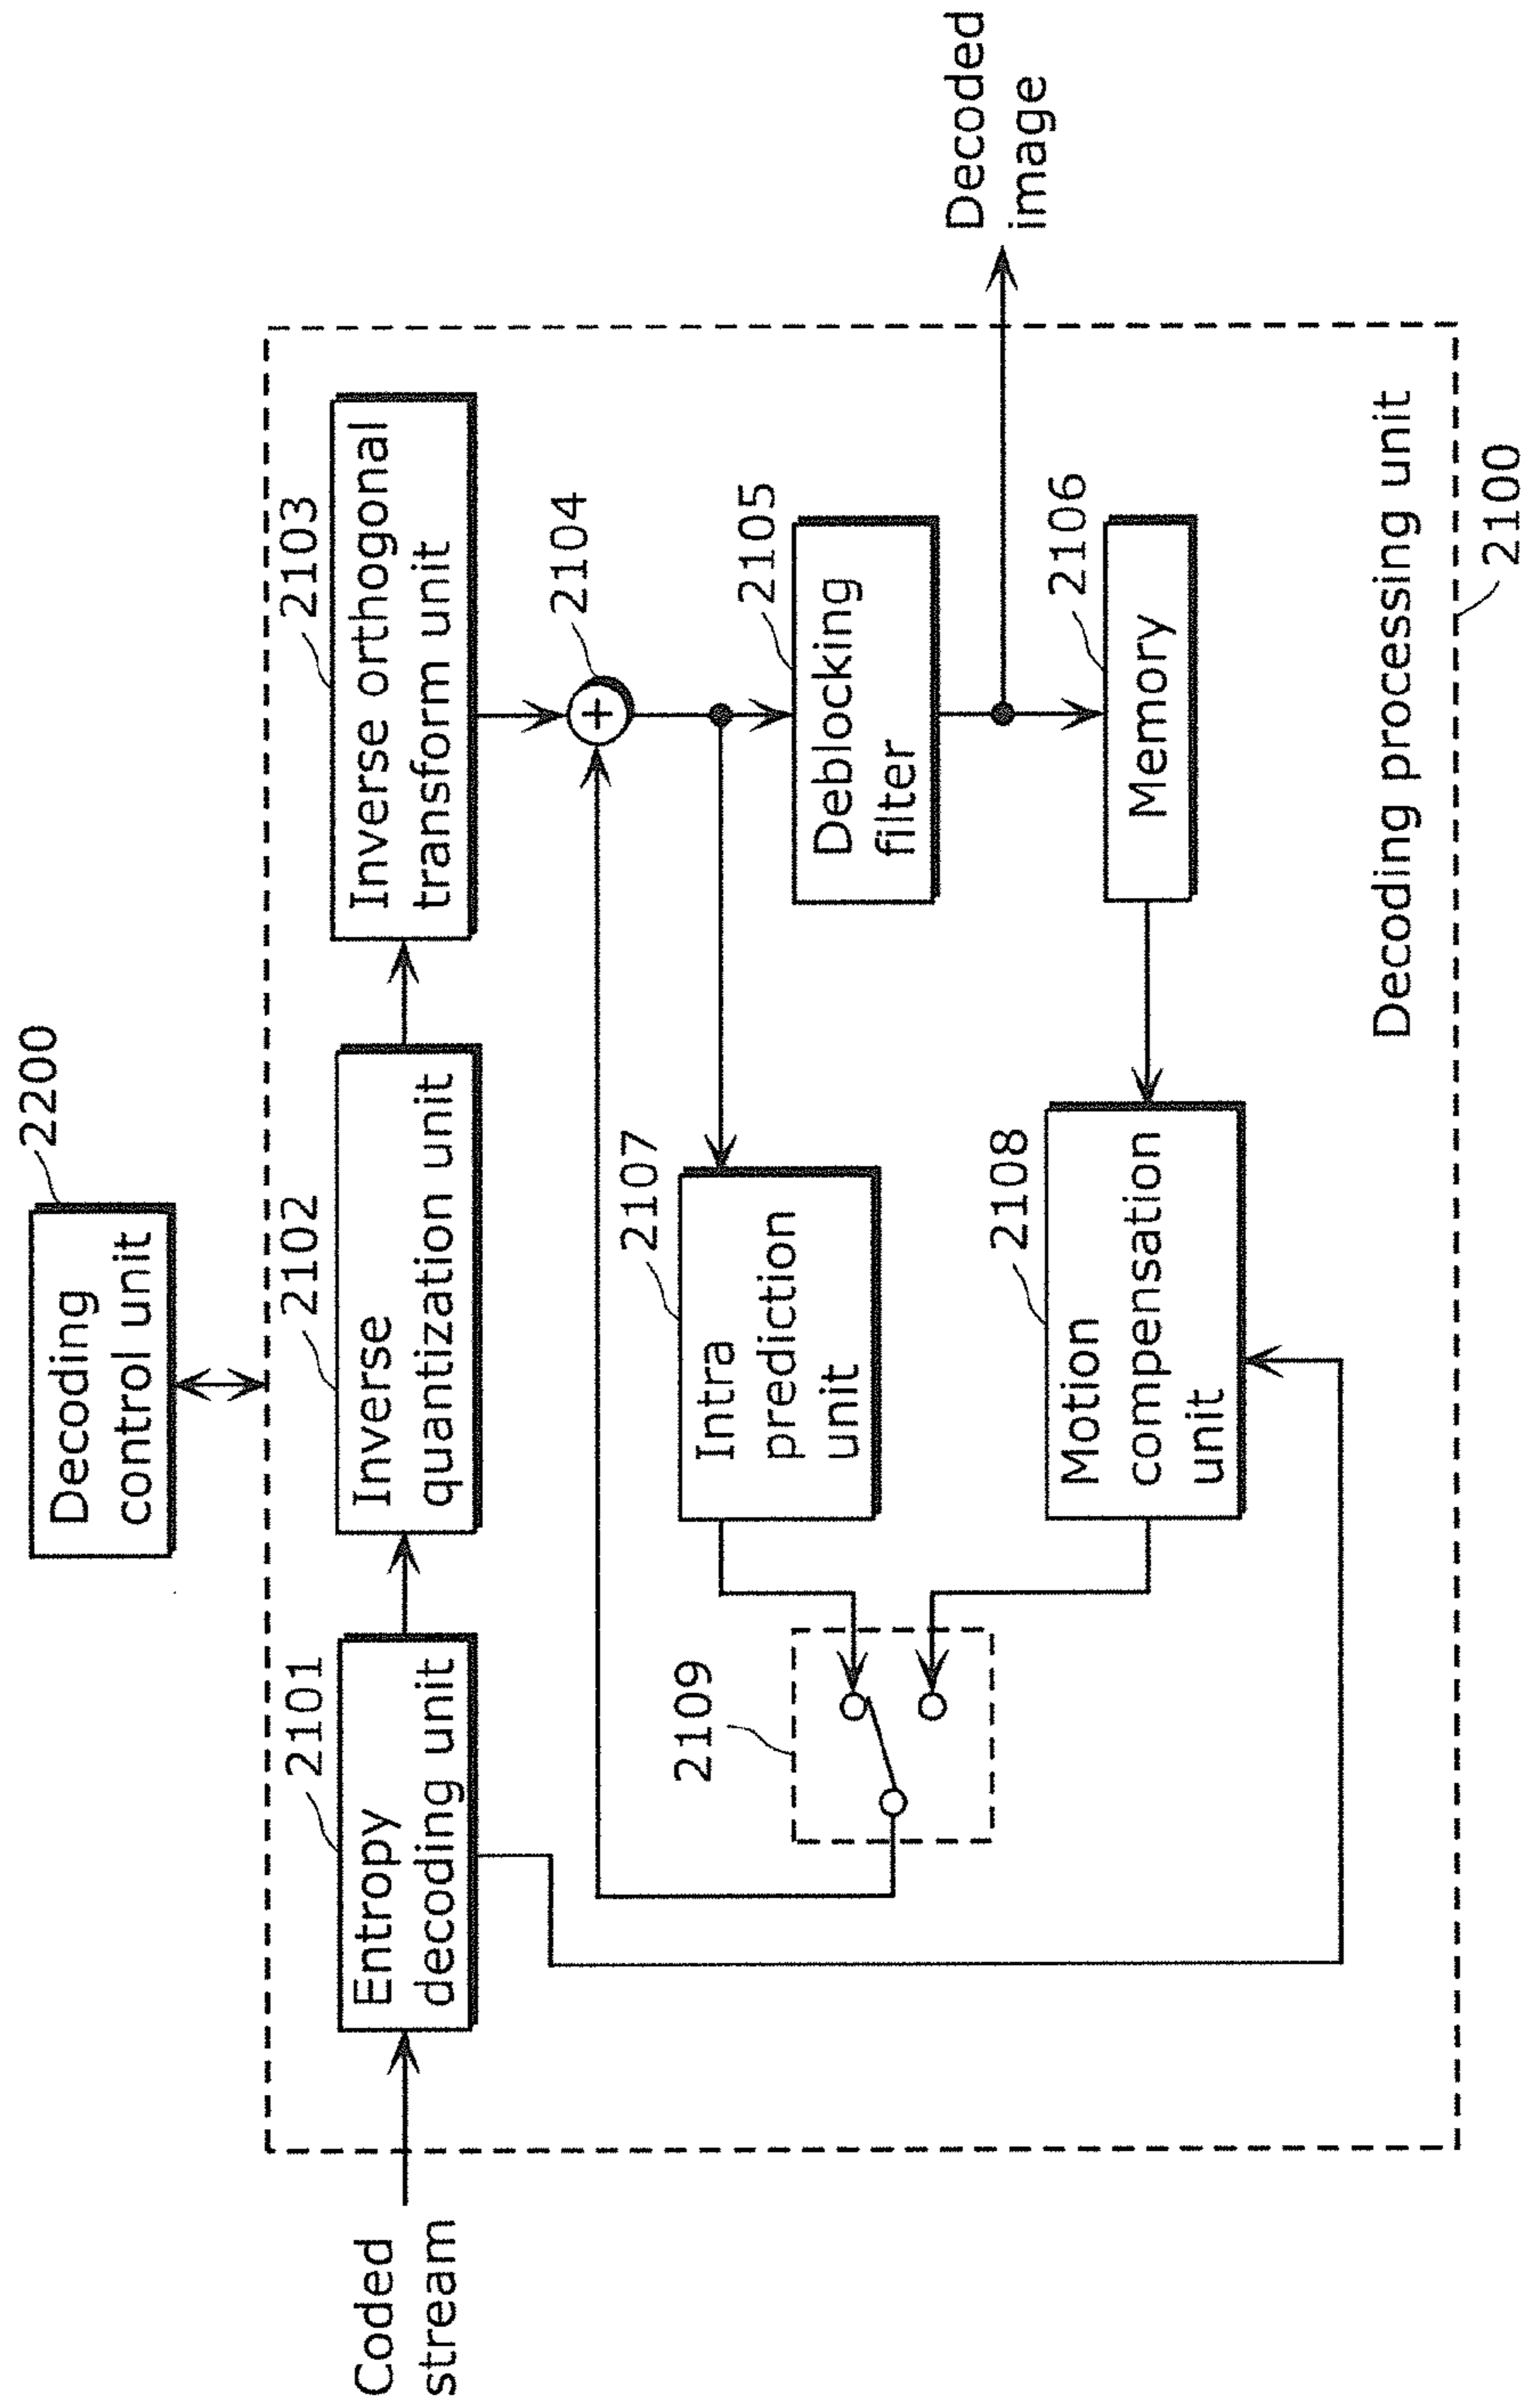 Decoding
control unit
2200
Coded
stream
2101
Entropy
decoding unit
2102
Inverse
quantization unit
2103
Inverse orthogonal
transform unit
2104
+
2109
2107
Intra
prediction
unit
2105
Deblocking
filter
Decoded
image
2108
Motion
compensation
unit
2106
Memory
Decoding processing unit
2100